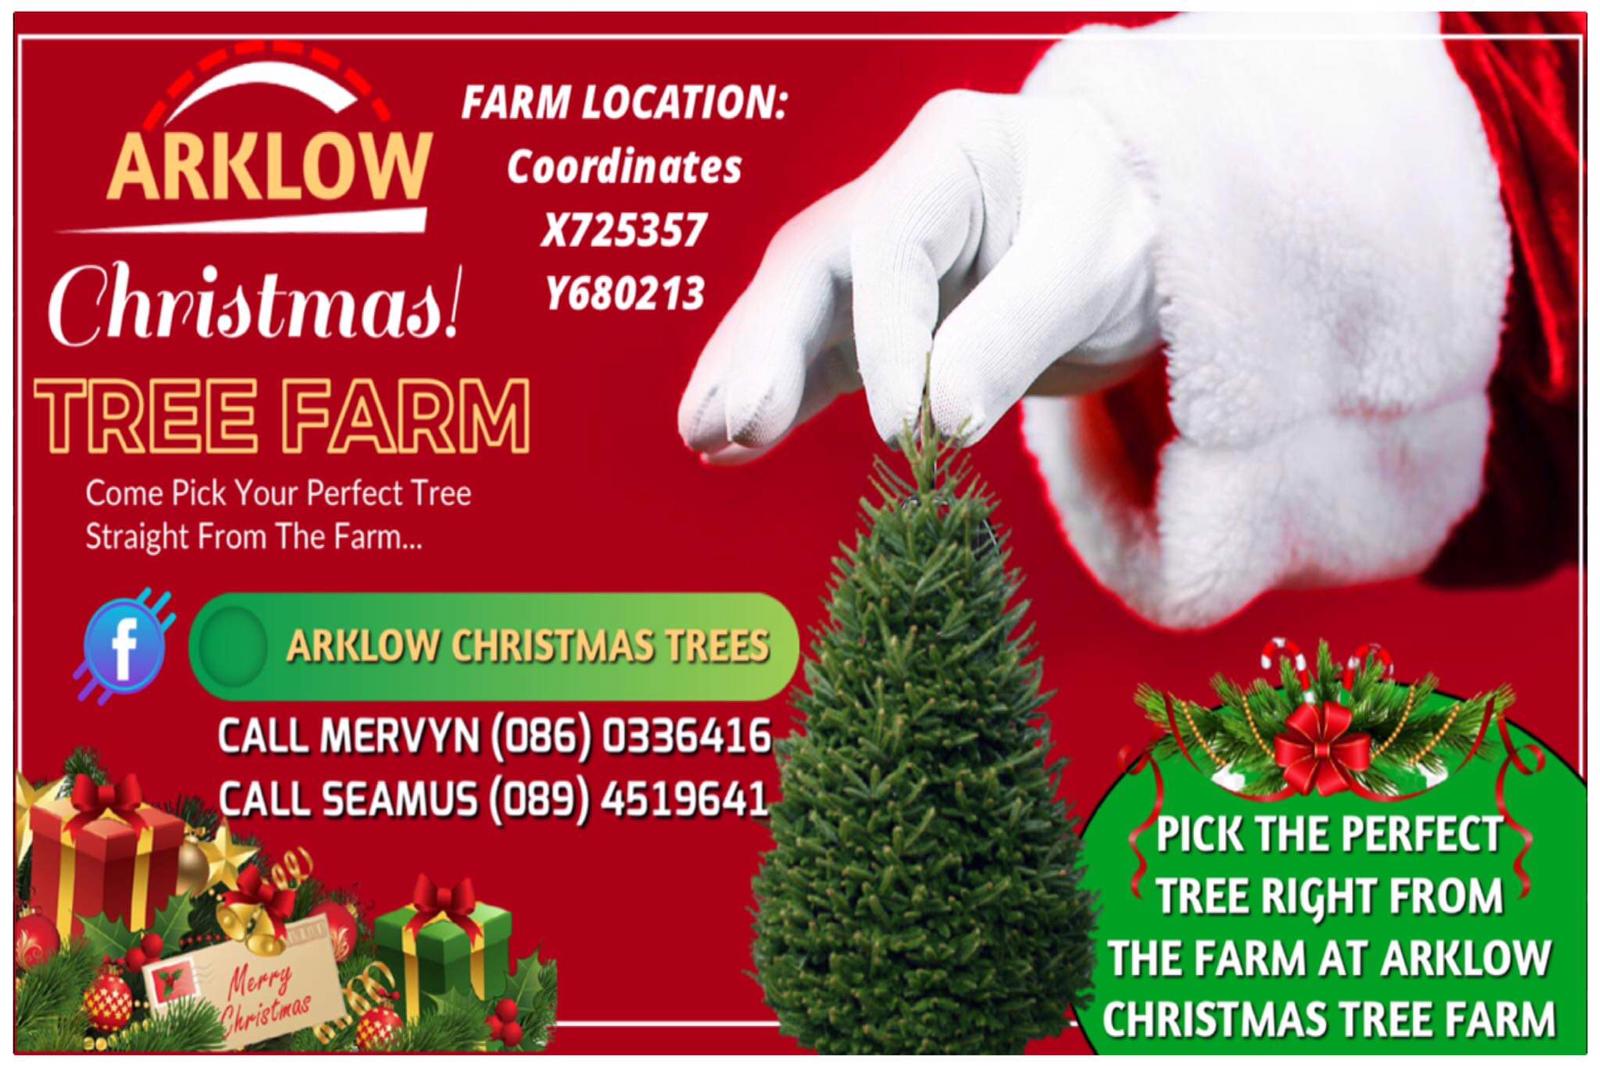 ARKLOW
Christmas!
TREE FARM
Come Pick Your Perfect Tree
Straight From The Farm...
FARM LOCATION:
Coordinates
X725357
Y680213
f
ARKLOW CHRISTMAS TREES
CALL MERVYN (086) 0336416
CALL SEAMUS (089) 4519641
Merry
Christmas
PICK THE PERFECT
TREE RIGHT FROM
THE FARM AT ARKLOW
CHRISTMAS TREE FARM